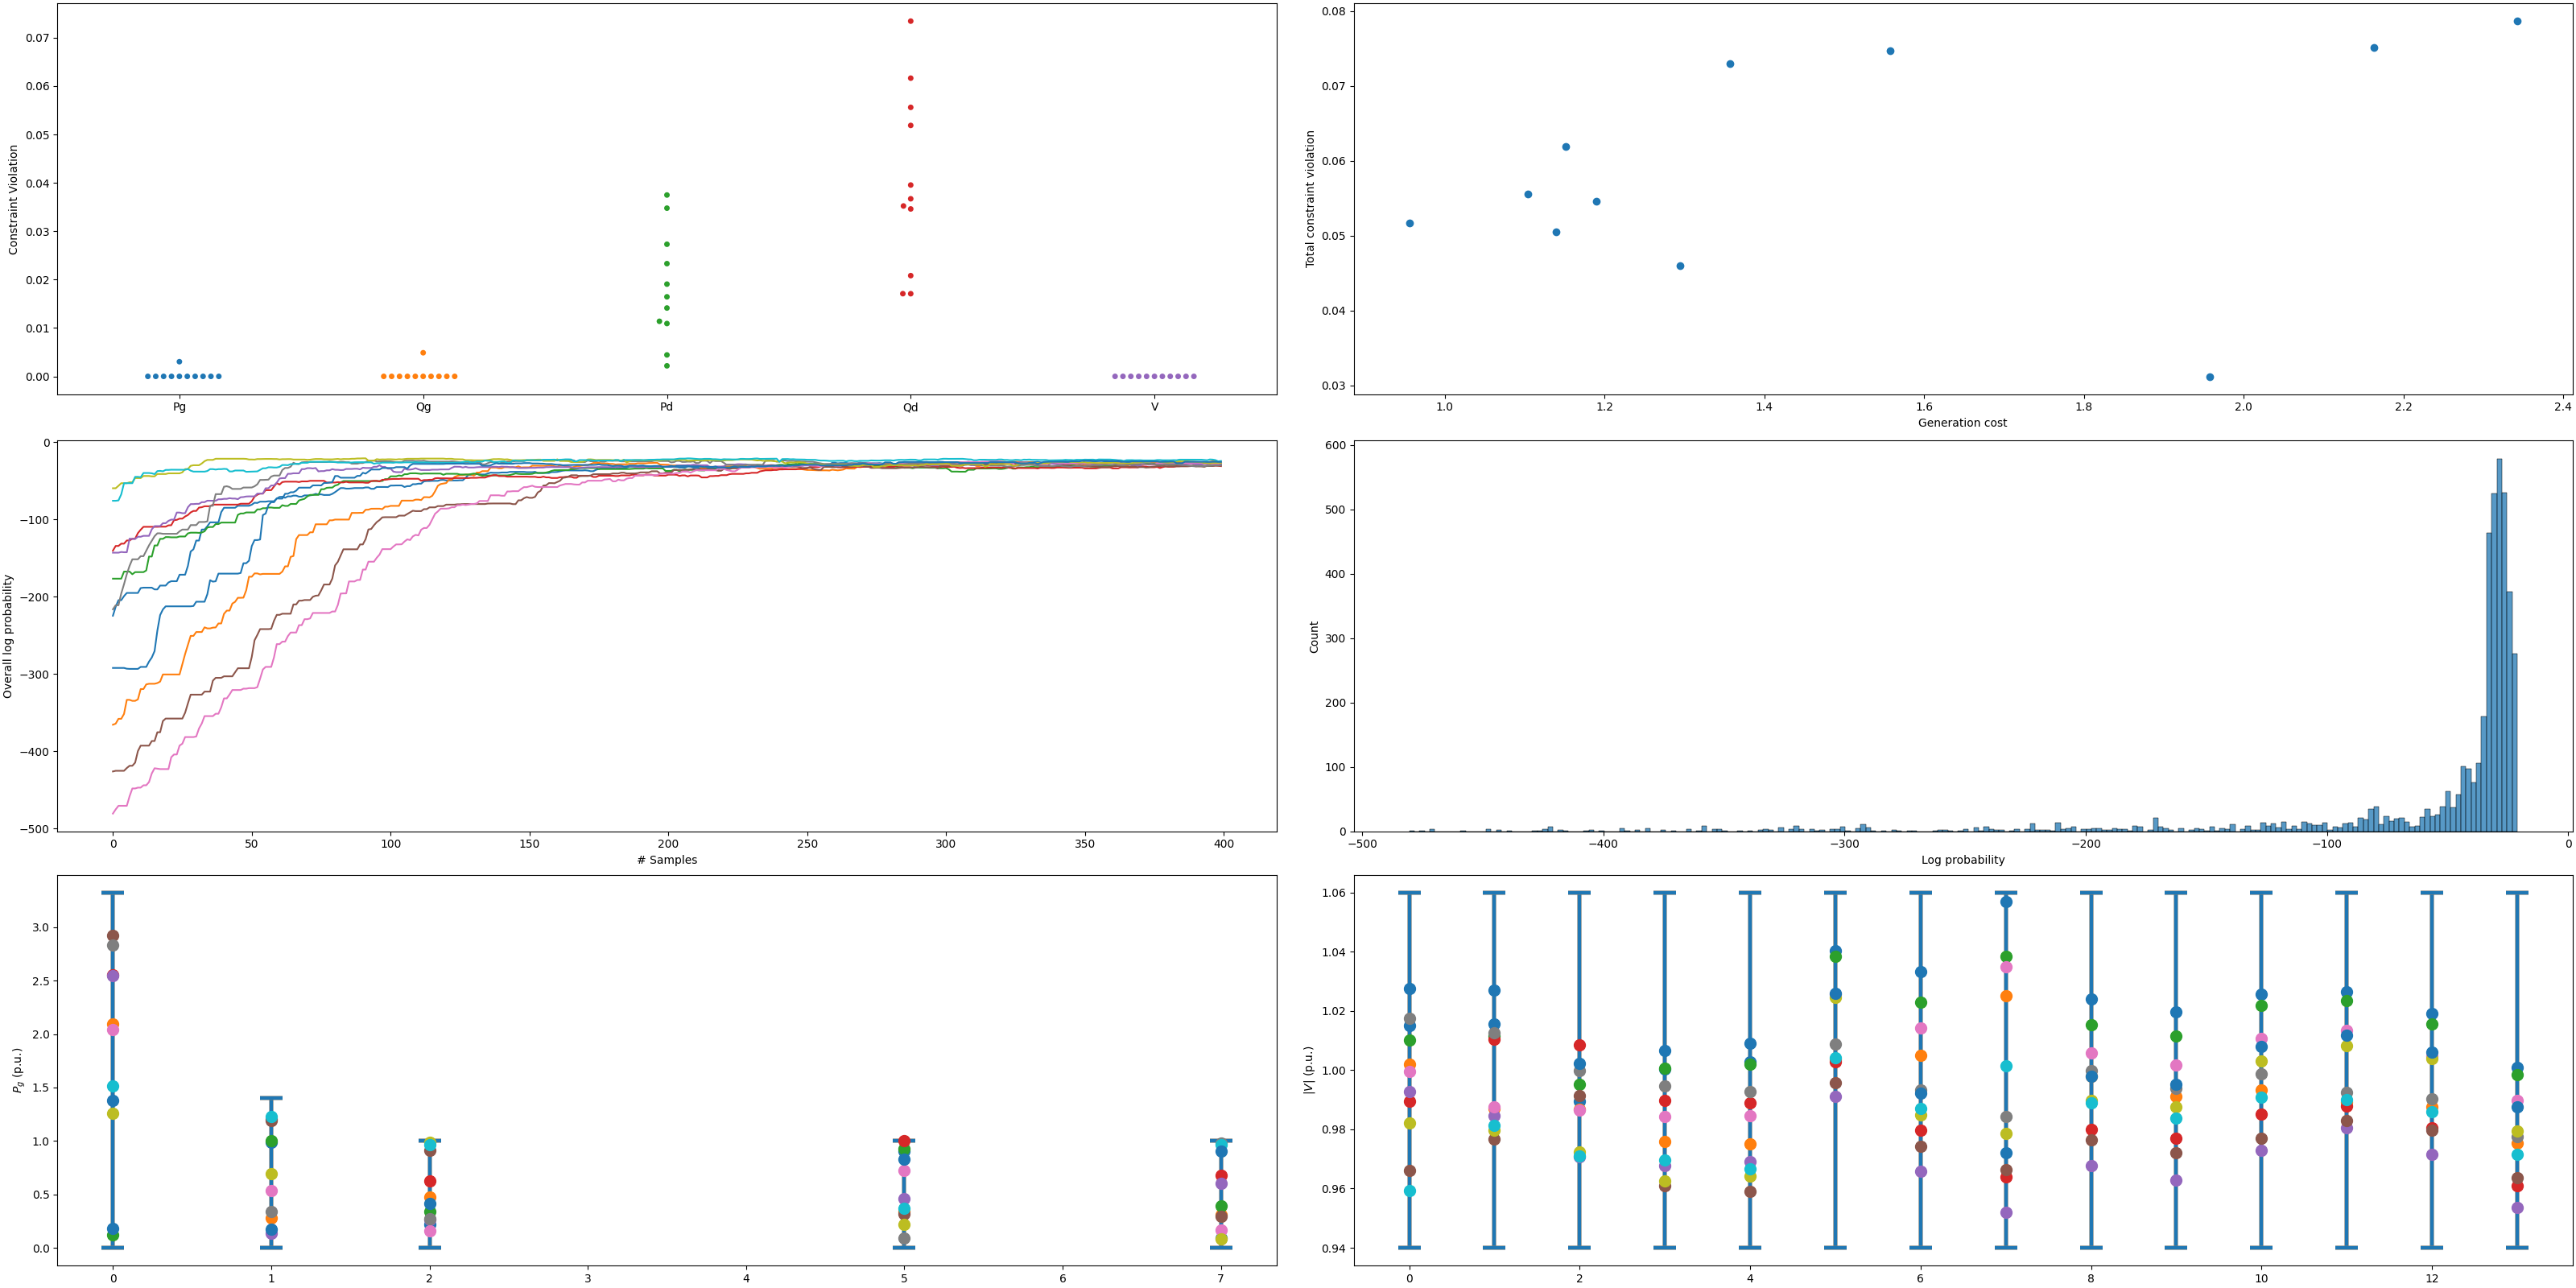 Constraint Violation
0.07
0.06
0.05
0.04
0.03
0.02
0.01
0.00
Pg Qg Pd Qd V
Total constraint violation
0.08
0.07
0.06
0.05
0.04
0.03
1.0 1.2 1.4 1.6 1.8 2.0 2.2 2.4
Generation cost
Overall log probability
0
−100
−200
−300
−400
−500
0 50 100 150 200 250 300 350 400
# Samples
Count
600
500
400
300
200
100
0
−500 −400 −300 −200 −100 0
Log probability
Pg (p.u.)
3.0
2.5
2.0
1.5
1.0
0.5
0.0
0 1 2 3 4 5 6 7
|V| (p.u.)
1.06
1.04
1.02
1.00
0.98
0.96
0.94
0 2 4 6 8 10 12